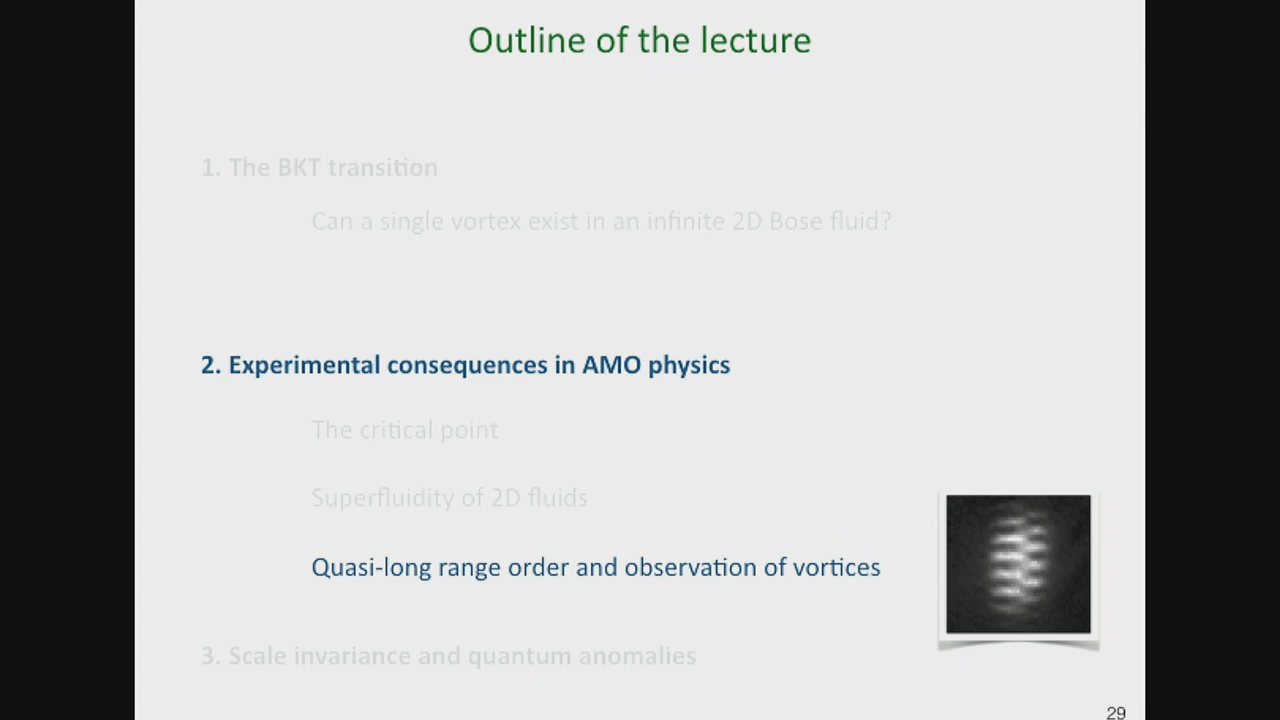 Outline of the lecture
1. The BKT transition
Can a single vortex exist in an infinite 2D Bose fluid?
2. Experimental consequences in AMO physics
The critical point
Superfluidity of 2D fluids
Quasi-long range order and observation of vortices
3. Scale invariance and quantum anomalies
29